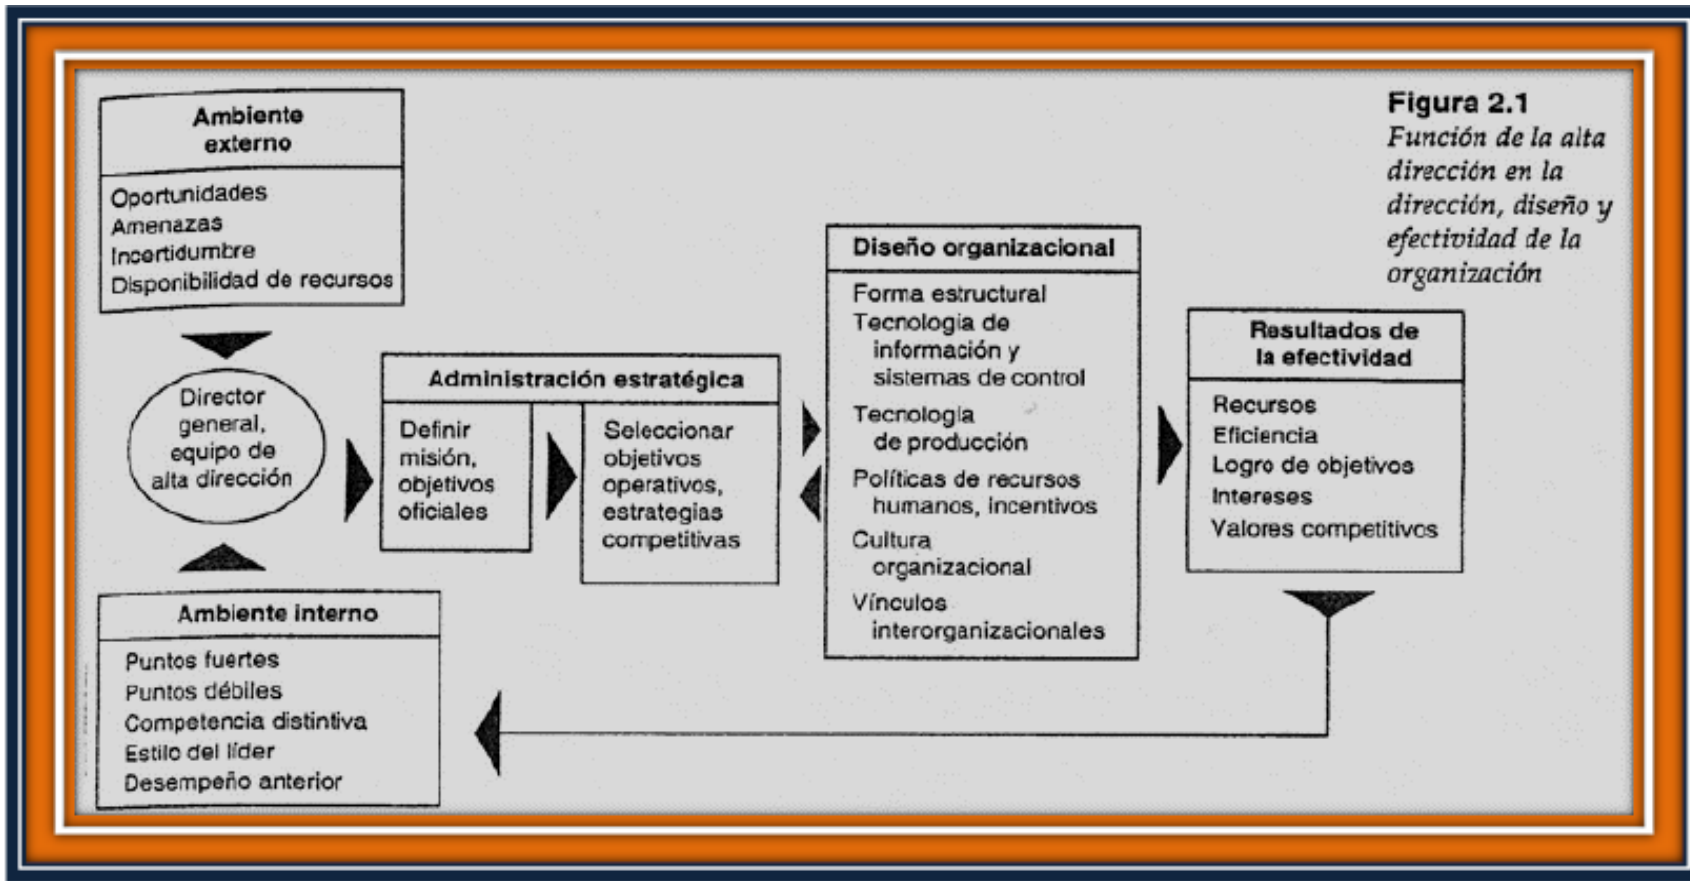 Ambiente
externo
Oportunidades
Amenazas
Incertidumbre
Disponibilidad de recursos
Director
general,
equipo de
alta dirección
Ambiente interno
Puntos fuertes
Puntos débiles
Competencia distintiva
Estilo del líder
Desempeño anterior
Administración estratégica
Definir
misión,
objetivos
oficiales
Seleccionar
objetivos
operativos,
estrategias
competitivas
Diseño organizacional
Forma estructural
Tecnología de
información y
sistemas de control
Tecnología
de producción
Políticas de recursos
humanos, incentivos
Cultura
organizacional
Vínculos
interorganizacionales
Resultados de
la efectividad
Recursos
Eficiencia
Logro de objetivos
Intereses
Valores competitivos
Figura 2.1
Función de la alta
dirección en la
dirección, diseño y
efectividad de la
organización